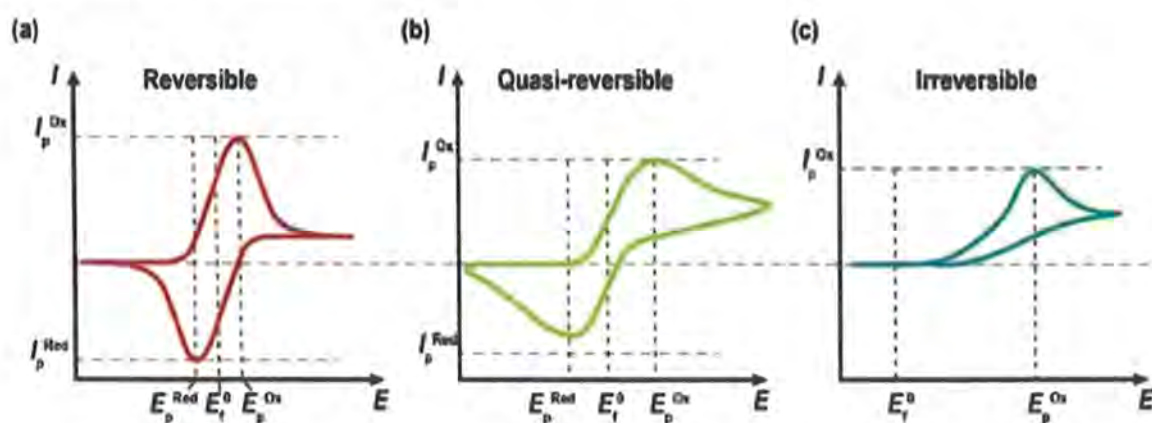 (a)
Reversible
I
I_p^Ox
I_p^Red
E_p^Red E_f^0 E_p^Ox E
(b)
Quasi-reversible
I
I_p^Ox
I_p^Red
E_p^Red E_f^0 E_p^Ox E
(c)
Irreversible
I
I_p^Ox
E_f^0 E_p^Ox E